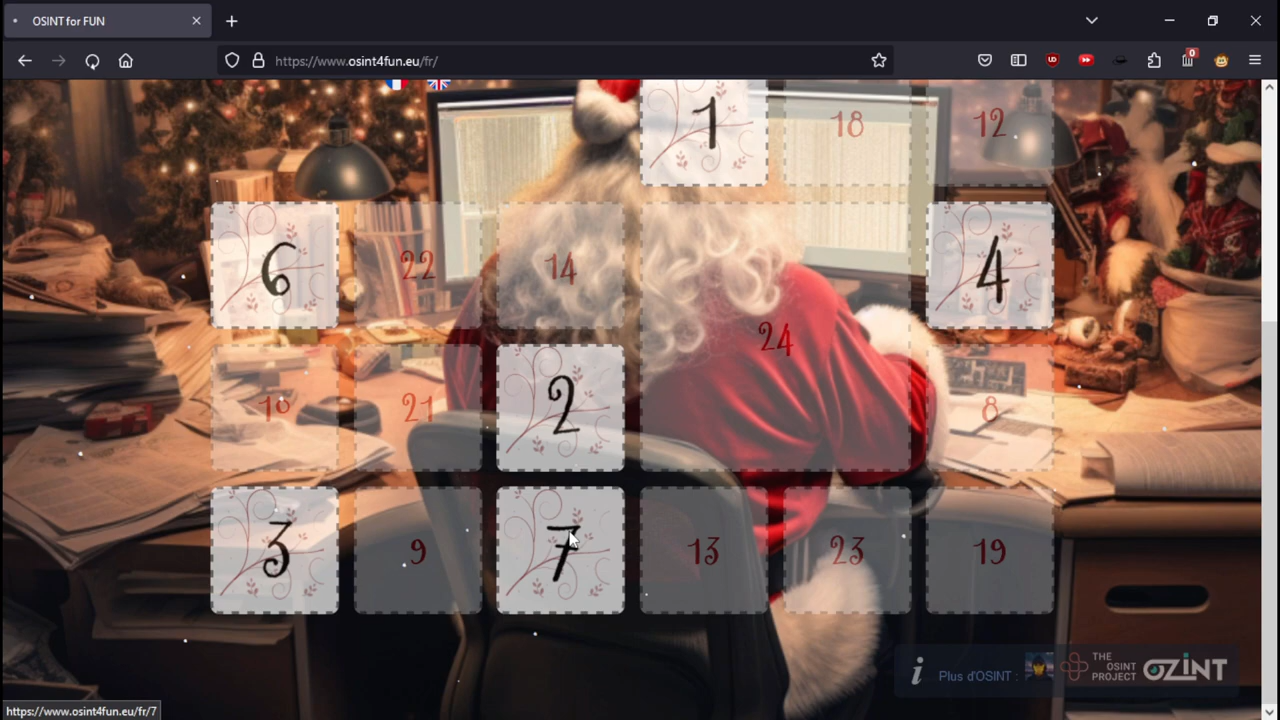 OSINT for FUN
https://www.osint4fun.eu/fr/
0
1 18 12
6 22 14 4
24
10 21 2 8
3 9 7 13 23 19
i Plus d'OSINT : THE OSINT PROJECT OZINT
https://www.osint4fun.eu/fr/7